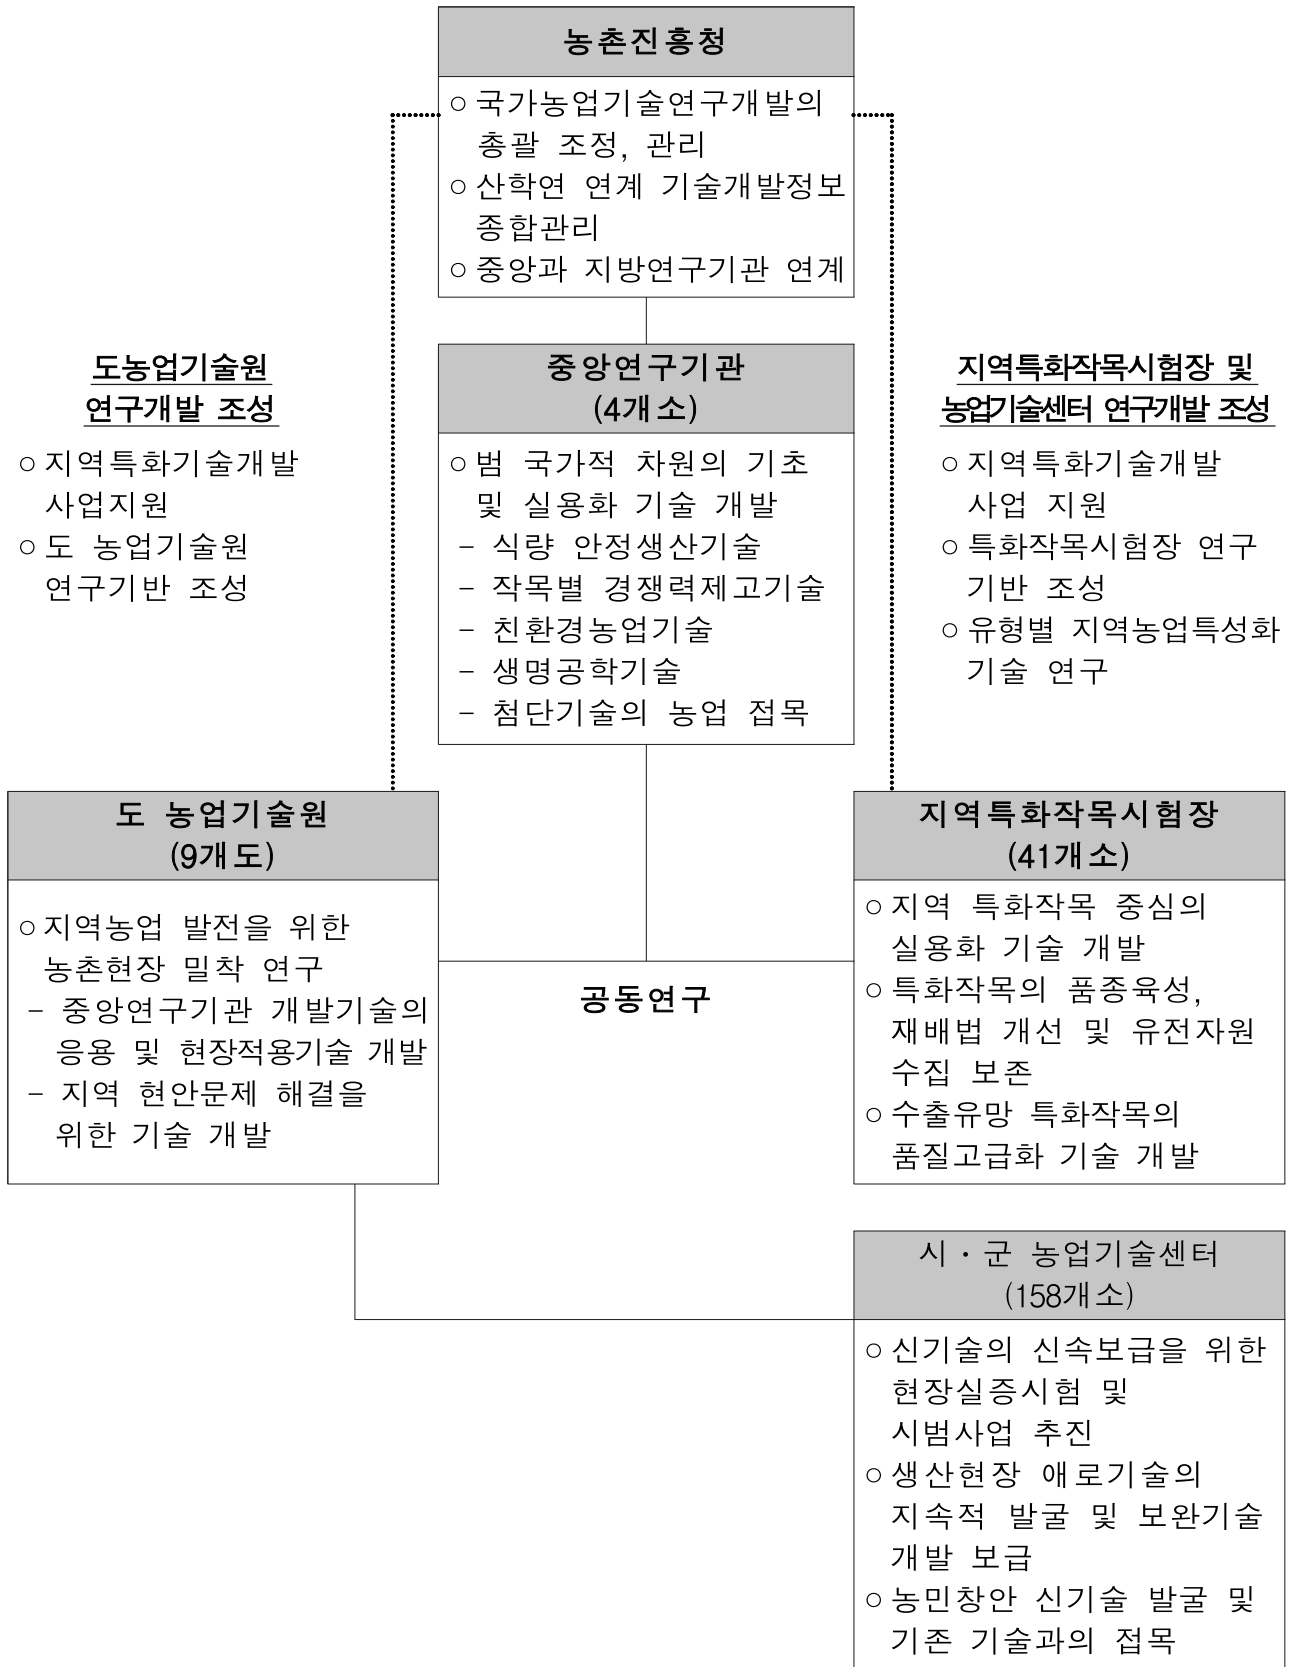 농촌진흥청
○ 국가농업기술연구개발의
총괄 조정, 관리
○ 산학연 연계 기술개발정보
종합관리
○ 중앙과 지방연구기관 연계
도농업기술원
연구개발 조성
○ 지역특화기술개발
사업지원
○ 도 농업기술원
연구기반 조성
중앙연구기관
(4개소)
○ 범 국가적 차원의 기초
및 실용화 기술 개발
- 식량 안정생산기술
- 작목별 경쟁력제고기술
- 친환경농업기술
- 생명공학기술
- 첨단기술의 농업 접목
지역특화작목시험장 및
농업기술센터 연구개발 조성
○ 지역특화기술개발
사업 지원
○ 특화작목시험장 연구
기반 조성
○ 유형별 지역농업특성화
기술 연구
도 농업기술원
(9개도)
○ 지역농업 발전을 위한
농촌현장 밀착 연구
- 중앙연구기관 개발기술의
응용 및 현장적용기술 개발
- 지역 현안문제 해결을
위한 기술 개발
공동연구
지역특화작목시험장
(41개소)
○ 지역 특화작목 중심의
실용화 기술 개발
○ 특화작목의 품종육성,
재배법 개선 및 유전자원
수집 보존
○ 수출유망 특화작목의
품질고급화 기술 개발
시·군 농업기술센터
(158개소)
○ 신기술의 신속보급을 위한
현장실증시험 및
시범사업 추진
○ 생산현장 애로기술의
지속적 발굴 및 보완기술
개발 보급
○ 농민창안 신기술 발굴 및
기존 기술과의 접목